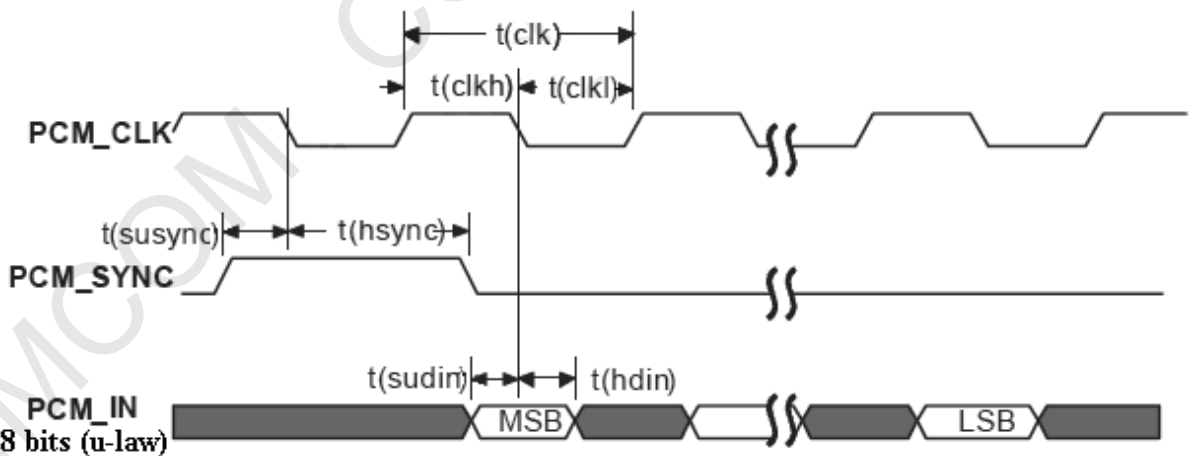 t(clk)
t(clkh) t(clkl)
PCM_CLK
t(susync) t(hsync)
PCM_SYNC
t(sudin) t(hdin)
PCM_IN MSB LSB
8 bits (u-law)